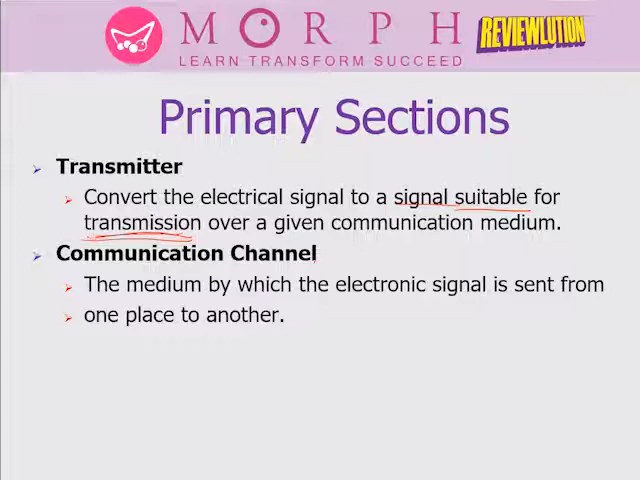 MORPH
LEARN TRANSFORM SUCCEED
REVIEWLUTION
Primary Sections
Transmitter
Convert the electrical signal to a signal suitable for
transmission over a given communication medium.
Communication Channel
The medium by which the electronic signal is sent from
one place to another.